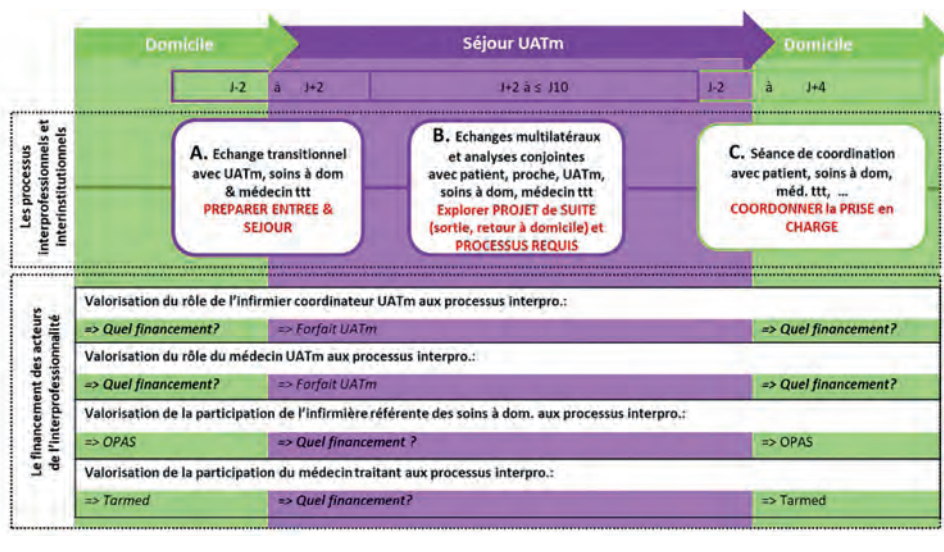 Domicile
Séjour UATm
Domicile
J-2 à J+2
J+2 à ≤ J10
J-2 à J+4
Les processus
interprofessionnels et
interinstitutionnels
A. Echange transitionnel
avec UATm, soins à dom
& médecin ttt
PREPARER ENTREE &
SEJOUR
B. Echanges multilatéraux
et analyses conjointes
avec patient, proche, UATm,
soins à dom, médecin ttt
Explorer PROJET de SUITE
(sortie, retour à domicile) et
PROCESSUS REQUIS
C. Séance de coordination
avec patient, soins à dom,
méd. ttt, ...
COORDONNER la PRISE en
CHARGE
Le financement des acteurs
de l'interprofessionnalité
Valorisation du rôle de l'infirmier coordinateur UATm aux processus interpro.:
=> Quel financement? => Forfait UATm => Quel financement?
Valorisation du rôle du médecin UATm aux processus interpro.:
=> Quel financement? => Forfait UATm => Quel financement?
Valorisation de la participation de l'infirmière référente des soins à dom. aux processus interpro.:
=> OPAS => Quel financement ? => OPAS
Valorisation de la participation du médecin traitant aux processus interpro.:
=> Tarmed => Quel financement? => Tarmed